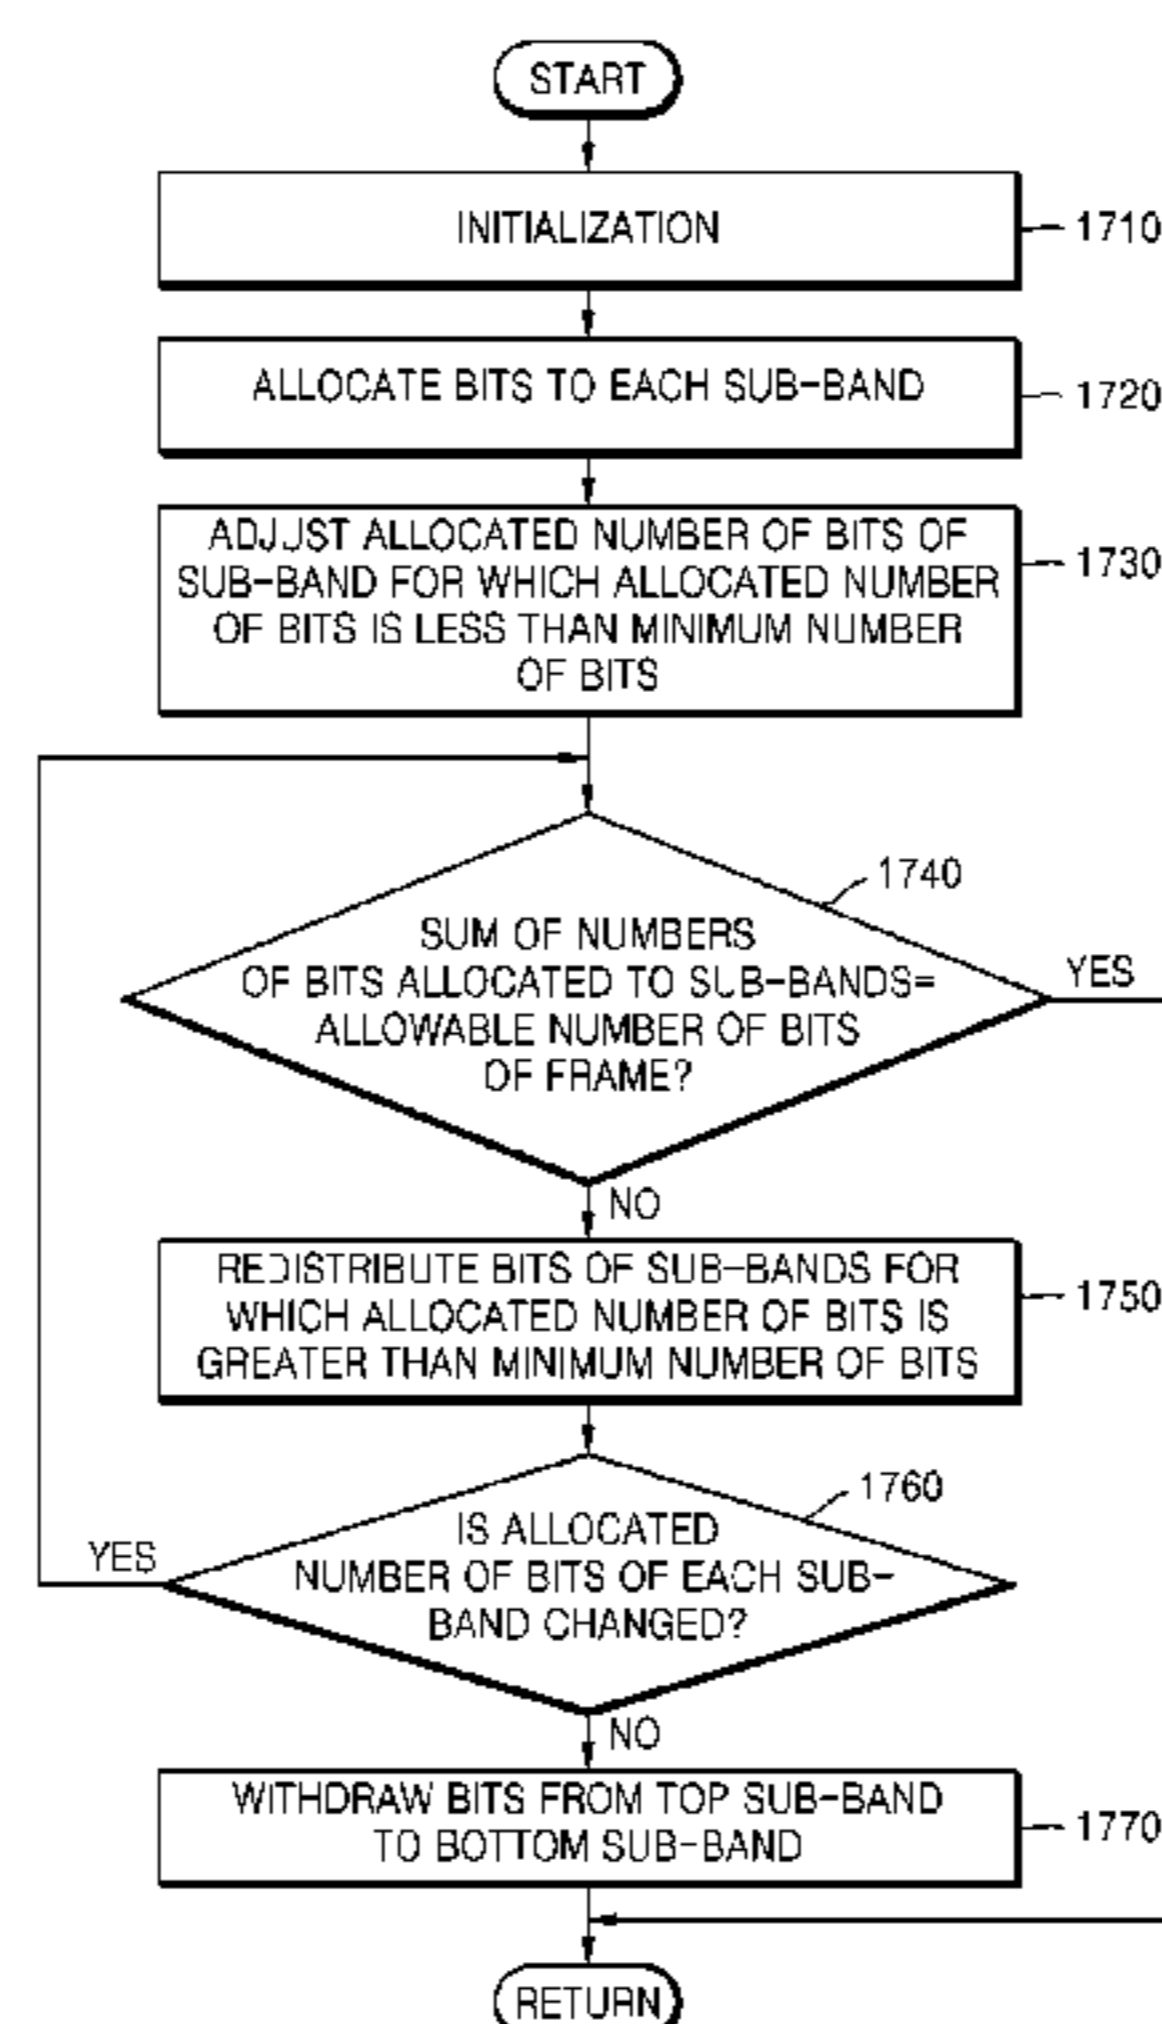 START
INITIALIZATION
1710
ALLOCATE BITS TO EACH SUB-BAND
1720
ADJUST ALLOCATED NUMBER OF BITS OF
SUB-BAND FOR WHICH ALLOCATED NUMBER
OF BITS IS LESS THAN MINIMUM NUMBER
OF BITS
1730
1740
SUM OF NUMBERS
OF BITS ALLOCATED TO SUB-BANDS=
ALLOWABLE NUMBER OF BITS
OF FRAME?
YES
NO
REDISTRIBUTE BITS OF SUB-BANDS FOR
WHICH ALLOCATED NUMBER OF BITS IS
GREATER THAN MINIMUM NUMBER OF BITS
1750
1760
IS ALLOCATED
NUMBER OF BITS OF EACH SUB-
BAND CHANGED?
YES
NO
WITHDRAW BITS FROM TOP SUB-BAND
TO BOTTOM SUB-BAND
1770
RETURN